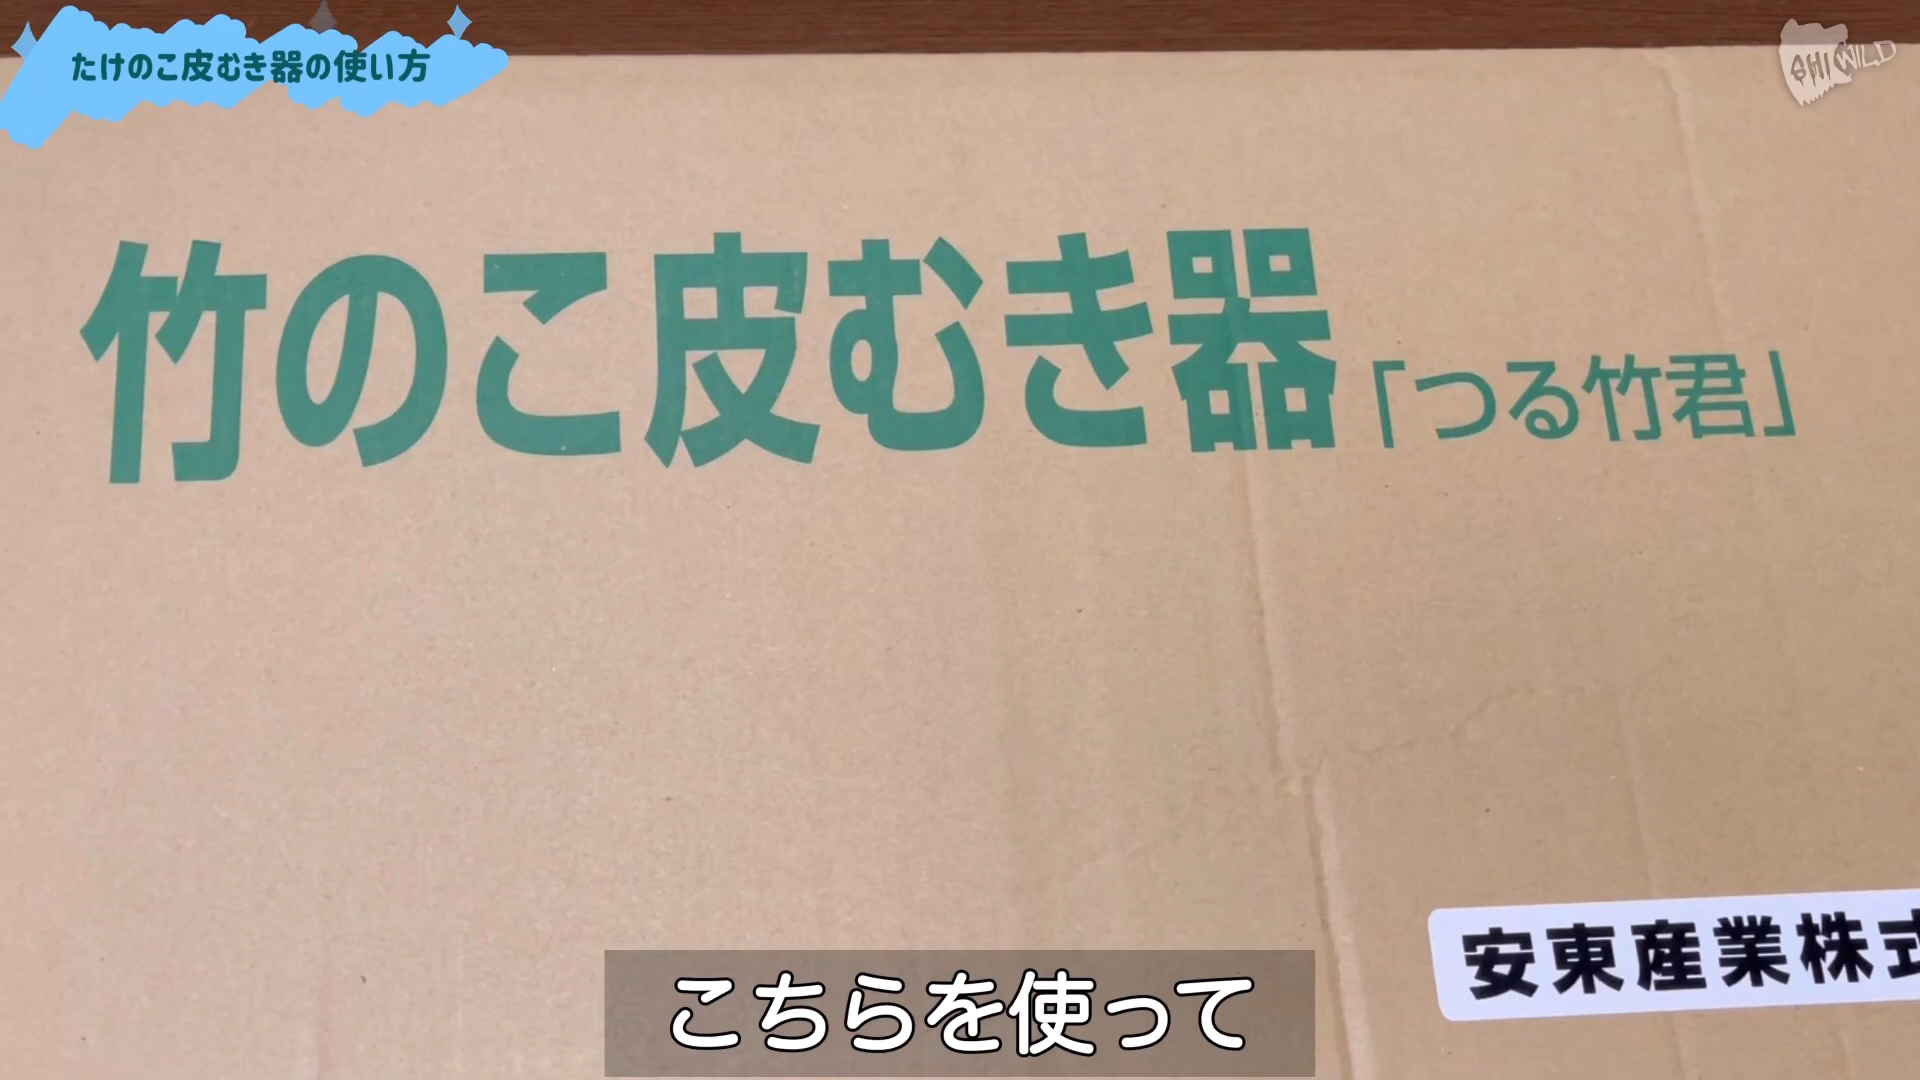 たけのこ皮むき器の使い方
SHIWILD
竹のこ皮むき器「つる竹君」
安東産業株式
こちらを使って